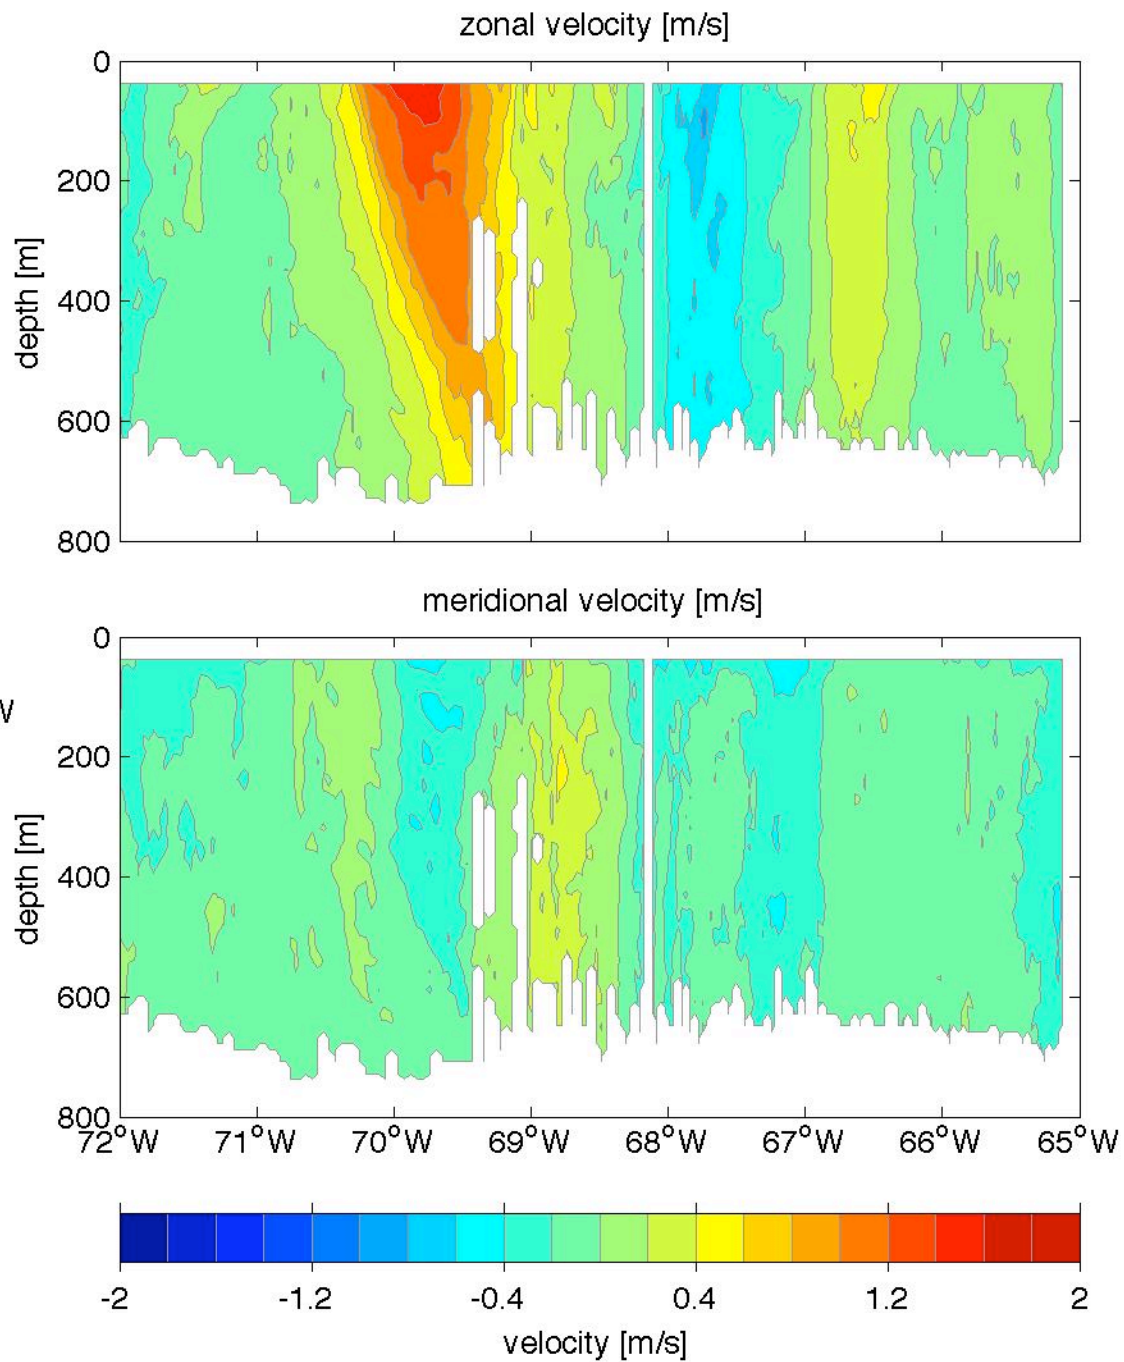 zonal velocity [m/s]
0
200
400
600
800
depth [m]
meridional velocity [m/s]
W
0
200
400
600
800
depth [m]
72°W 71°W 70°W 69°W 68°W 67°W 66°W 65°W
-2 -1.2 -0.4 0.4 1.2 2
velocity [m/s]